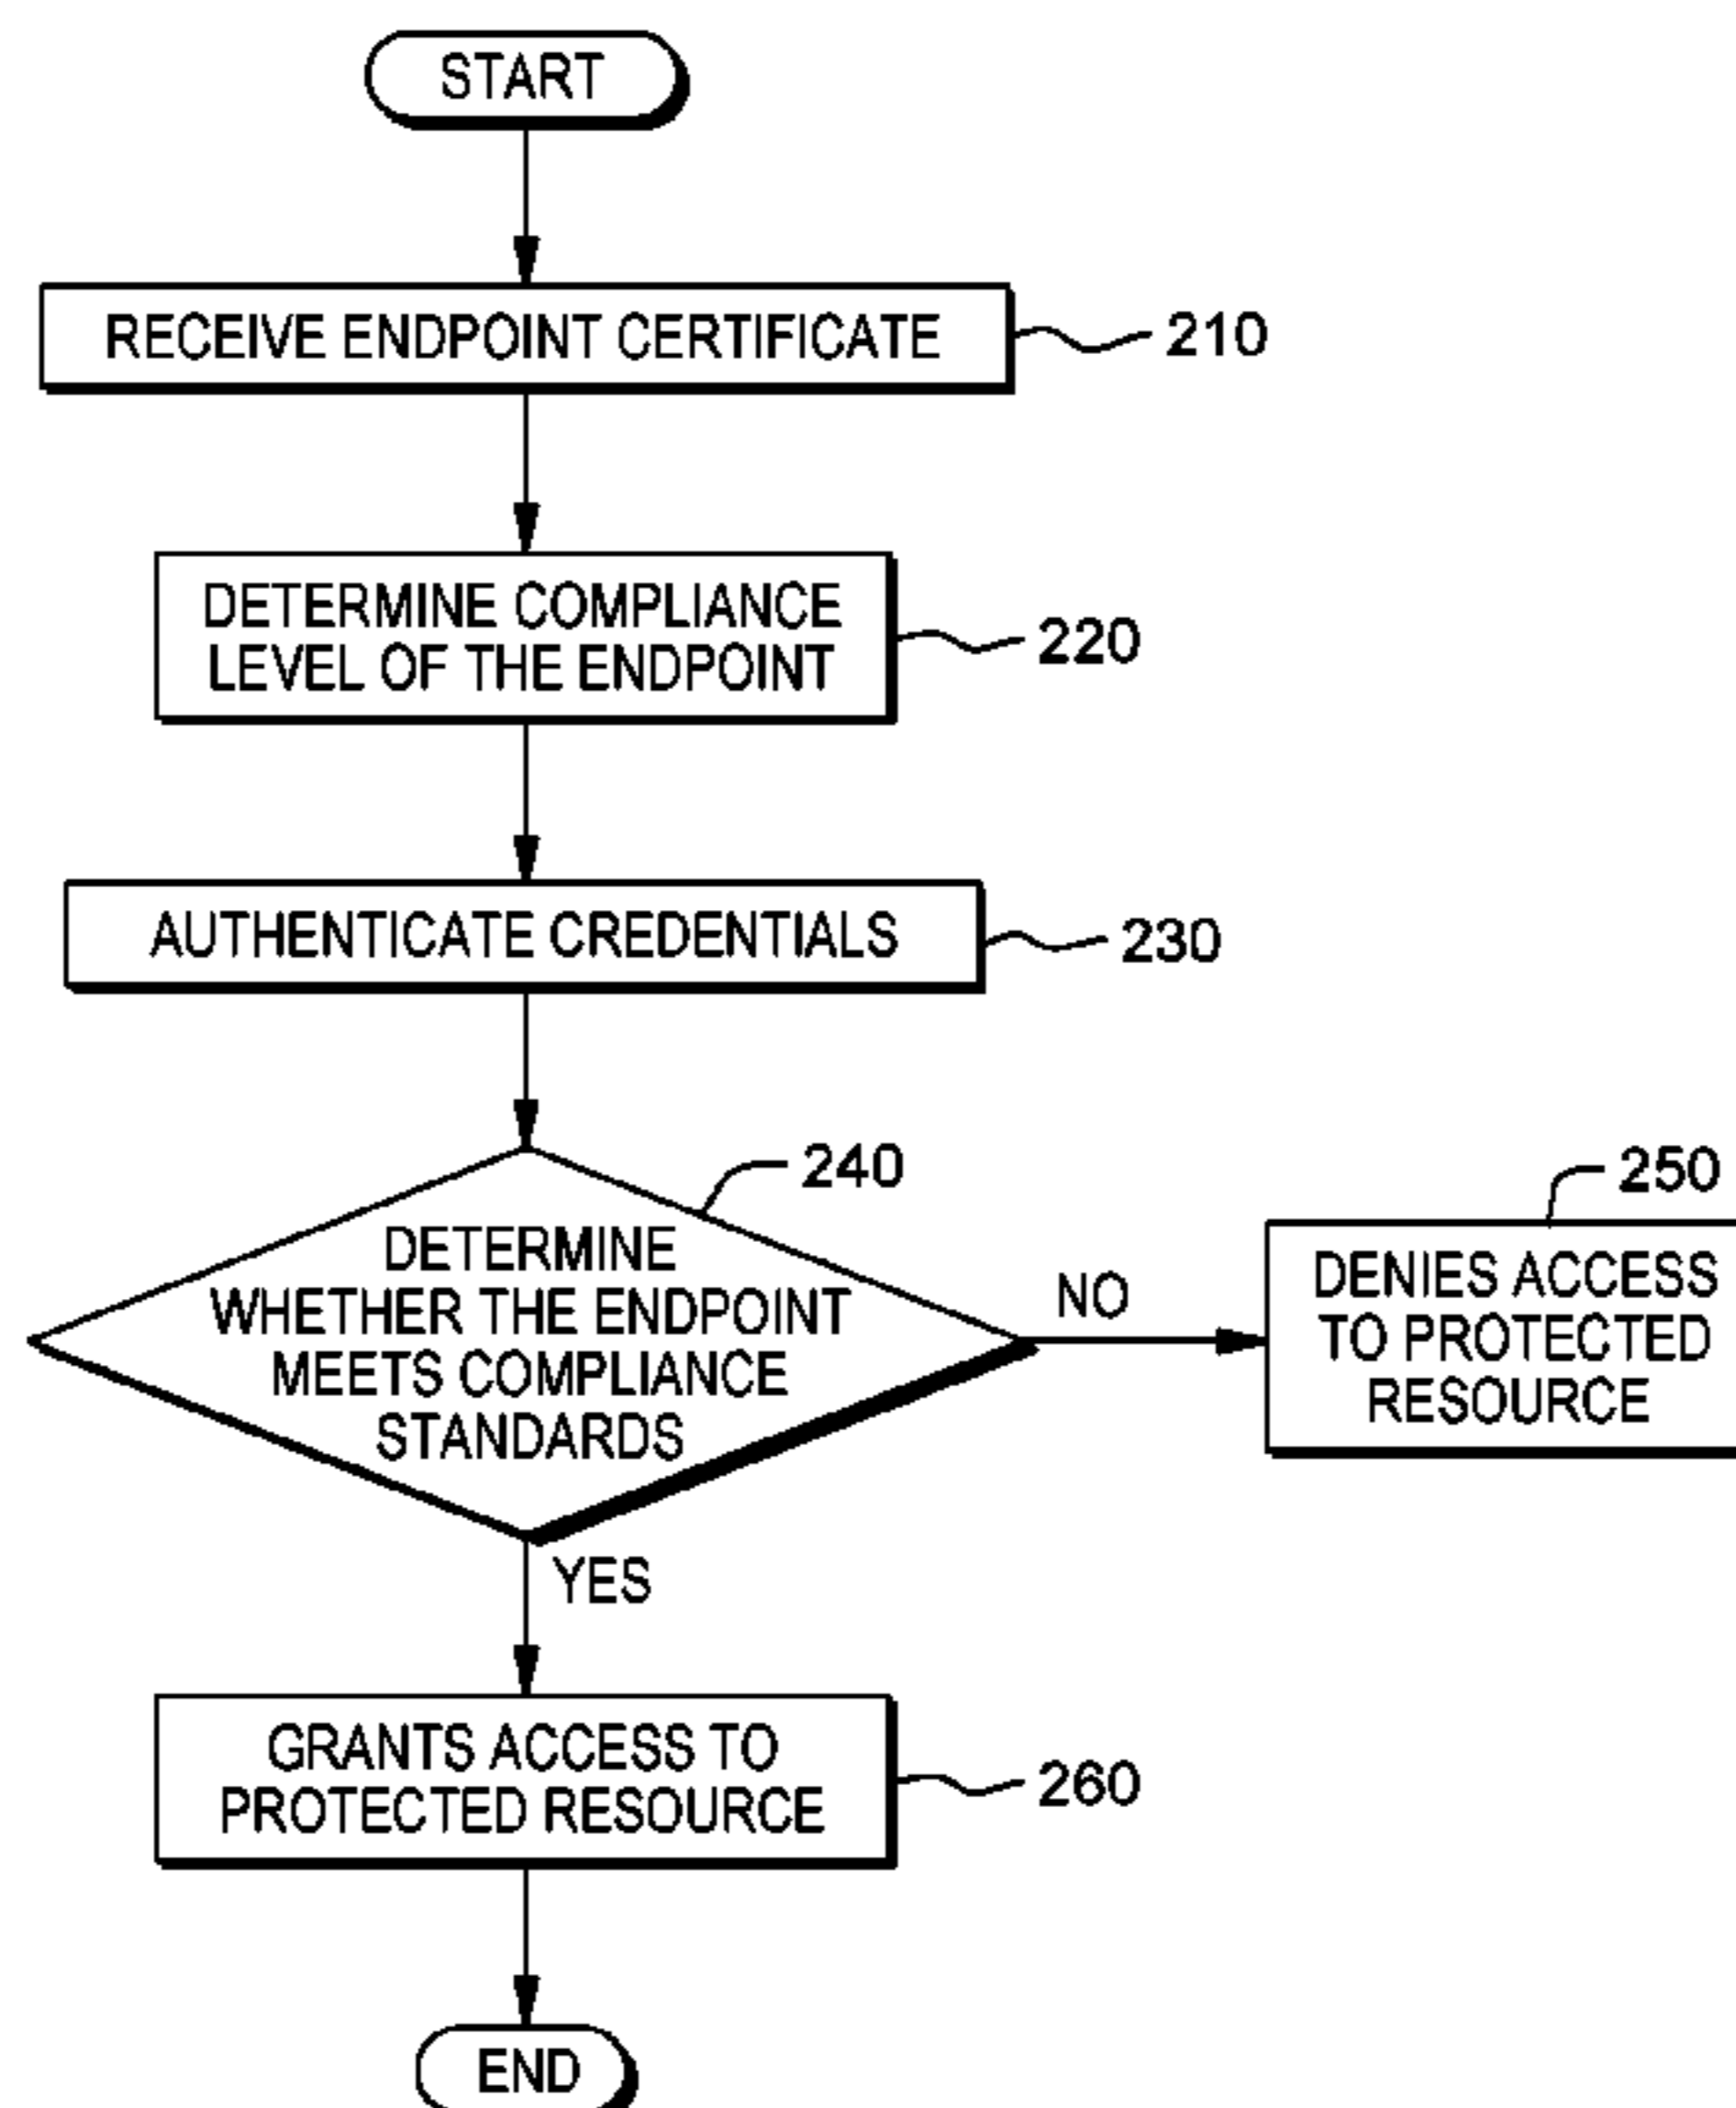 START
RECEIVE ENDPOINT CERTIFICATE
210
DETERMINE COMPLIANCE
LEVEL OF THE ENDPOINT
220
AUTHENTICATE CREDENTIALS
230
240
DETERMINE
WHETHER THE ENDPOINT
MEETS COMPLIANCE
STANDARDS
NO
250
DENIES ACCESS
TO PROTECTED
RESOURCE
YES
GRANTS ACCESS TO
PROTECTED RESOURCE
260
END